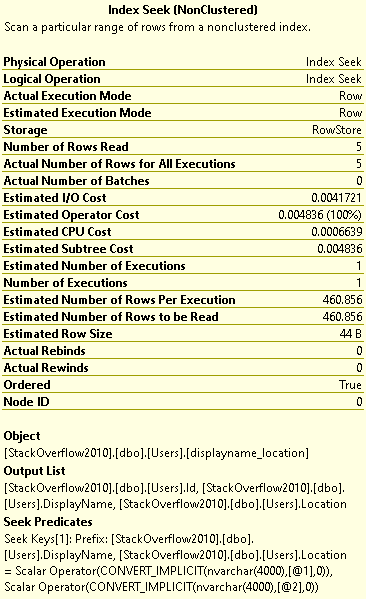 Index Seek (NonClustered)
Scan a particular range of rows from a nonclustered index.
Physical Operation Index Seek
Logical Operation Index Seek
Actual Execution Mode Row
Estimated Execution Mode Row
Storage RowStore
Number of Rows Read 5
Actual Number of Rows for All Executions 5
Actual Number of Batches 0
Estimated I/O Cost 0.0041721
Estimated Operator Cost 0.004836 (100%)
Estimated CPU Cost 0.0006639
Estimated Subtree Cost 0.004836
Estimated Number of Executions 1
Number of Executions 1
Estimated Number of Rows Per Execution 460.856
Estimated Number of Rows to be Read 460.856
Estimated Row Size 44 B
Actual Rebinds 0
Actual Rewinds 0
Ordered True
Node ID 0
Object
[StackOverflow2010].[dbo].[Users].[displayname_location]
Output List
[StackOverflow2010].[dbo].[Users].Id, [StackOverflow2010].[dbo].
[Users].DisplayName, [StackOverflow2010].[dbo].[Users].Location
Seek Predicates
Seek Keys[1]: Prefix: [StackOverflow2010].[dbo].
[Users].DisplayName, [StackOverflow2010].[dbo].[Users].Location
= Scalar Operator(CONVERT_IMPLICIT(nvarchar(4000),[@1],0)),
Scalar Operator(CONVERT_IMPLICIT(nvarchar(4000),[@2],0))